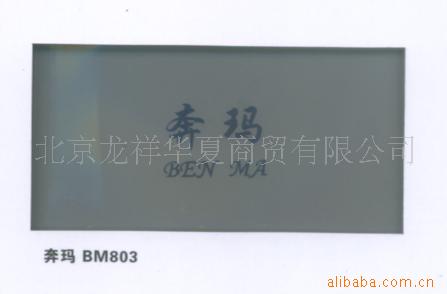 奔玛
北京龙祥华夏商贸有限公司
BEN MA
奔玛 BM803
alibaba.com.cn